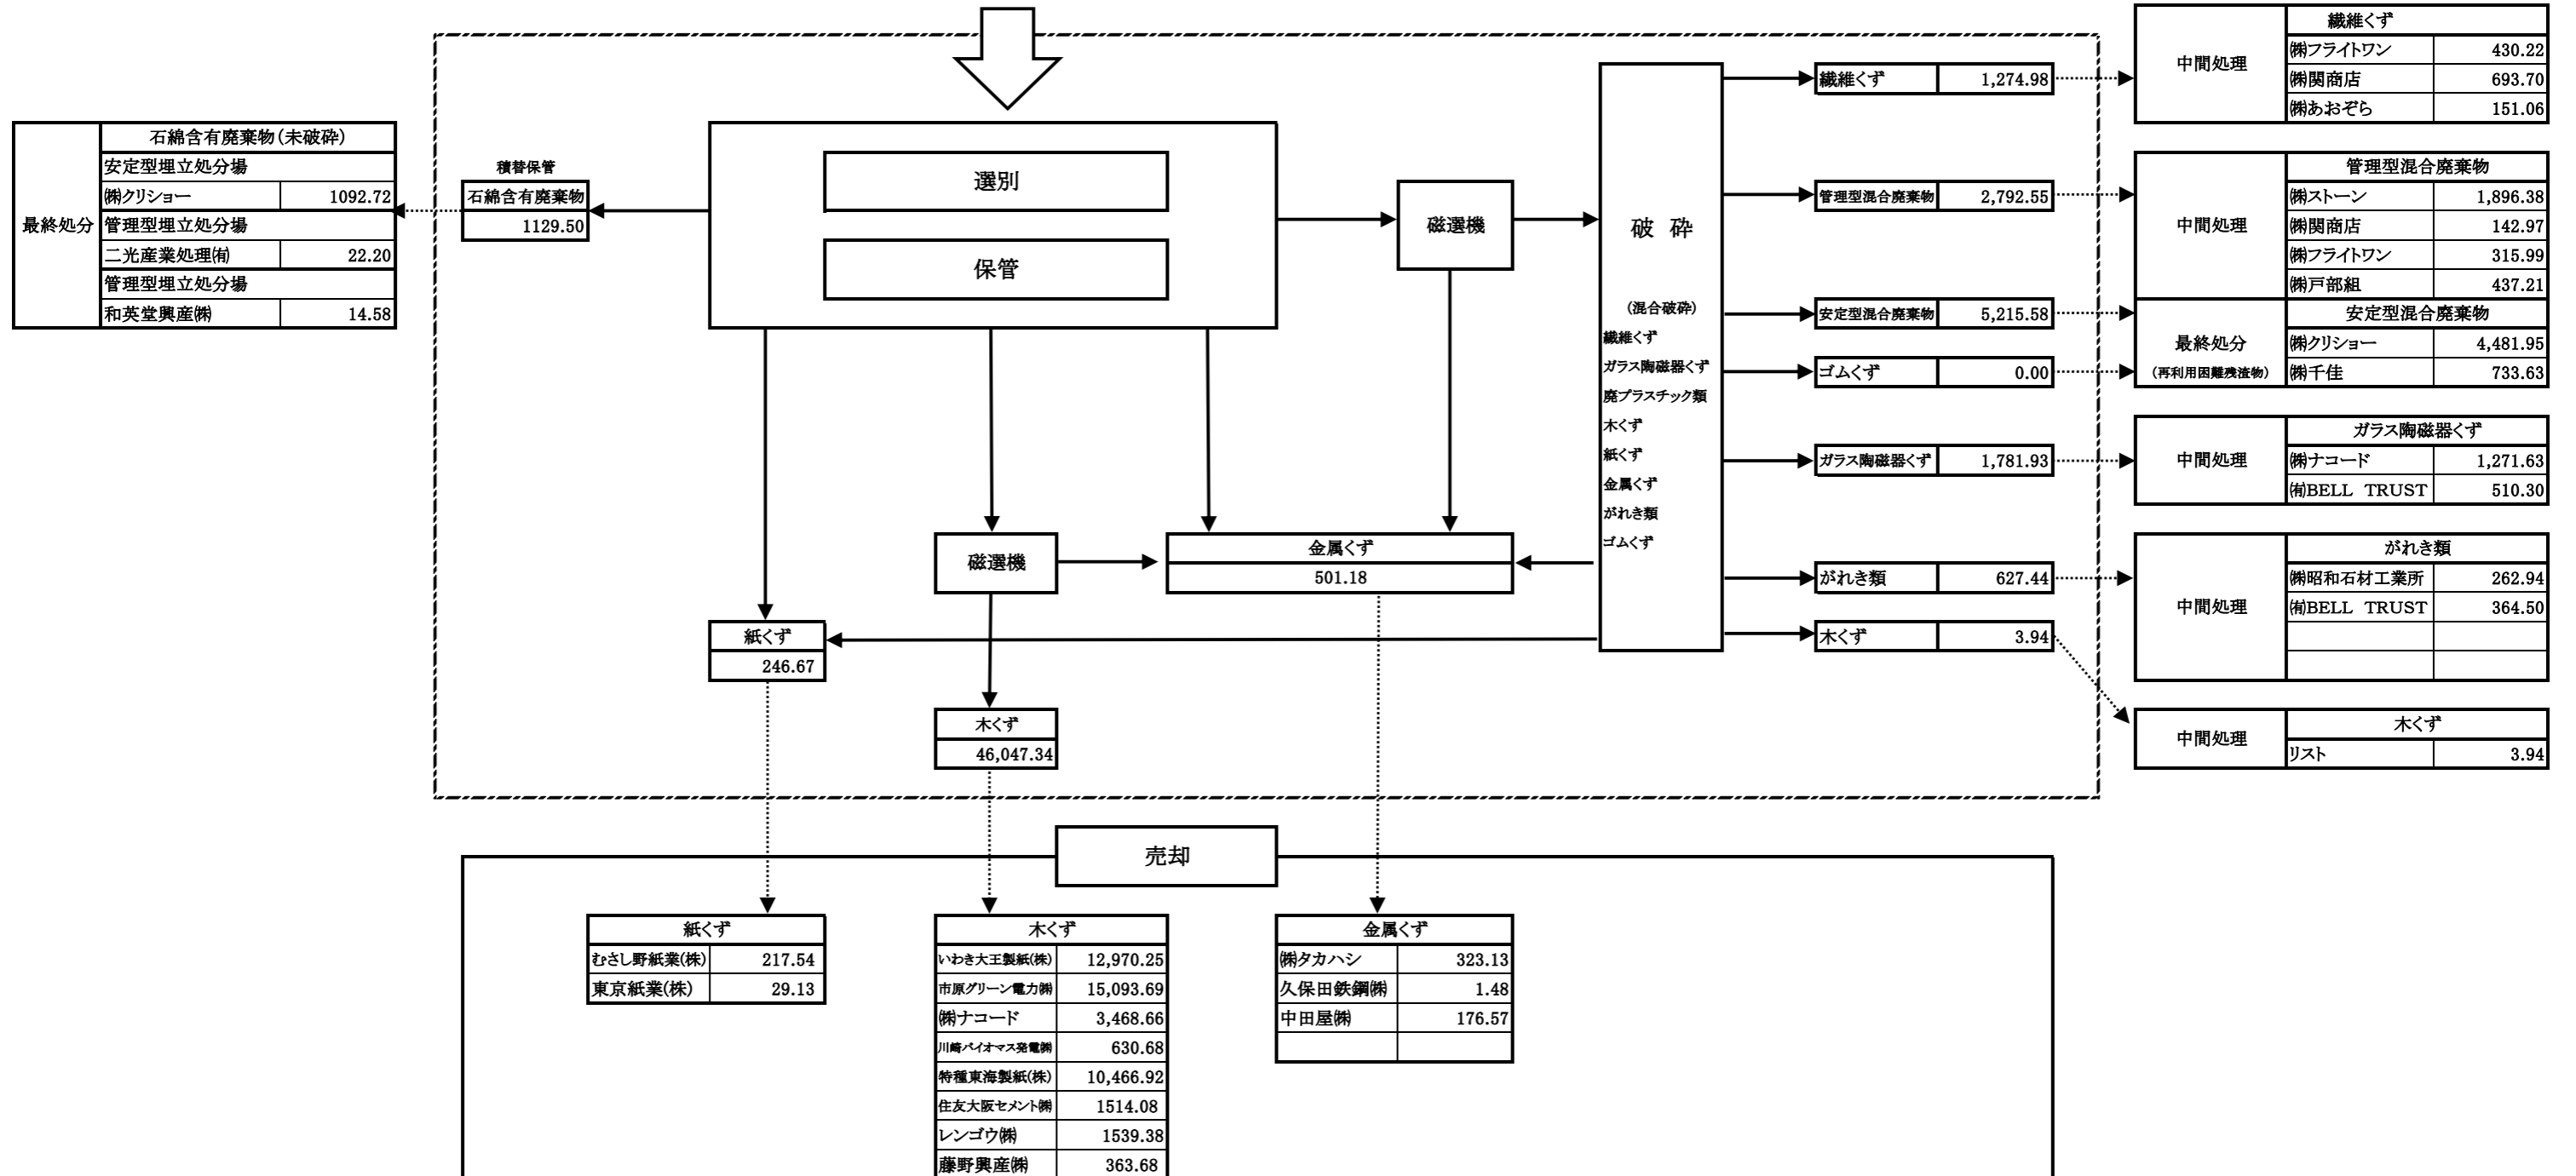 石綿含有廃棄物(未破砕)
最終処分
安定型埋立処分場
㈱クリショー 1092.72
管理型埋立処分場
二光産業処理㈲ 22.20
管理型埋立処分場
和英堂興産㈱ 14.58
積替保管
石綿含有廃棄物
1129.50
選別
保管
磁選機
破 砕
(混合破砕)
繊維くず
ガラス陶磁器くず
廃プラスチック類
木くず
紙くず
金属くず
がれき類
ゴムくず
磁選機
金属くず
501.18
紙くず
246.67
木くず
46,047.34
繊維くず 1,274.98
管理型混合廃棄物 2,792.55
安定型混合廃棄物 5,215.58
ゴムくず 0.00
ガラス陶磁器くず 1,781.93
がれき類 627.44
木くず 3.94
中間処理
繊維くず
㈱フライトワン 430.22
㈱関商店 693.70
㈱あおぞら 151.06
中間処理
管理型混合廃棄物
㈱ストーン 1,896.38
㈱関商店 142.97
㈱フライトワン 315.99
㈱戸部組 437.21
最終処分
(再利用困難残渣物)
安定型混合廃棄物
㈱クリショー 4,481.95
㈱千佳 733.63
中間処理
ガラス陶磁器くず
㈱ナコード 1,271.63
㈲BELL TRUST 510.30
中間処理
がれき類
㈱昭和石材工業所 262.94
㈲BELL TRUST 364.50
中間処理
木くず
リスト 3.94
売却
紙くず
むさし野紙業(株) 217.54
東京紙業(株) 29.13
木くず
いわき大王製紙(株) 12,970.25
市原グリーン電力㈱ 15,093.69
㈱ナコード 3,468.66
川崎バイオマス発電㈱ 630.68
特種東海製紙(株) 10,466.92
住友大阪セメント㈱ 1514.08
レンゴウ㈱ 1539.38
藤野興産㈱ 363.68
金属くず
㈱タカハシ 323.13
久保田鉄鋼㈱ 1.48
中田屋㈱ 176.57